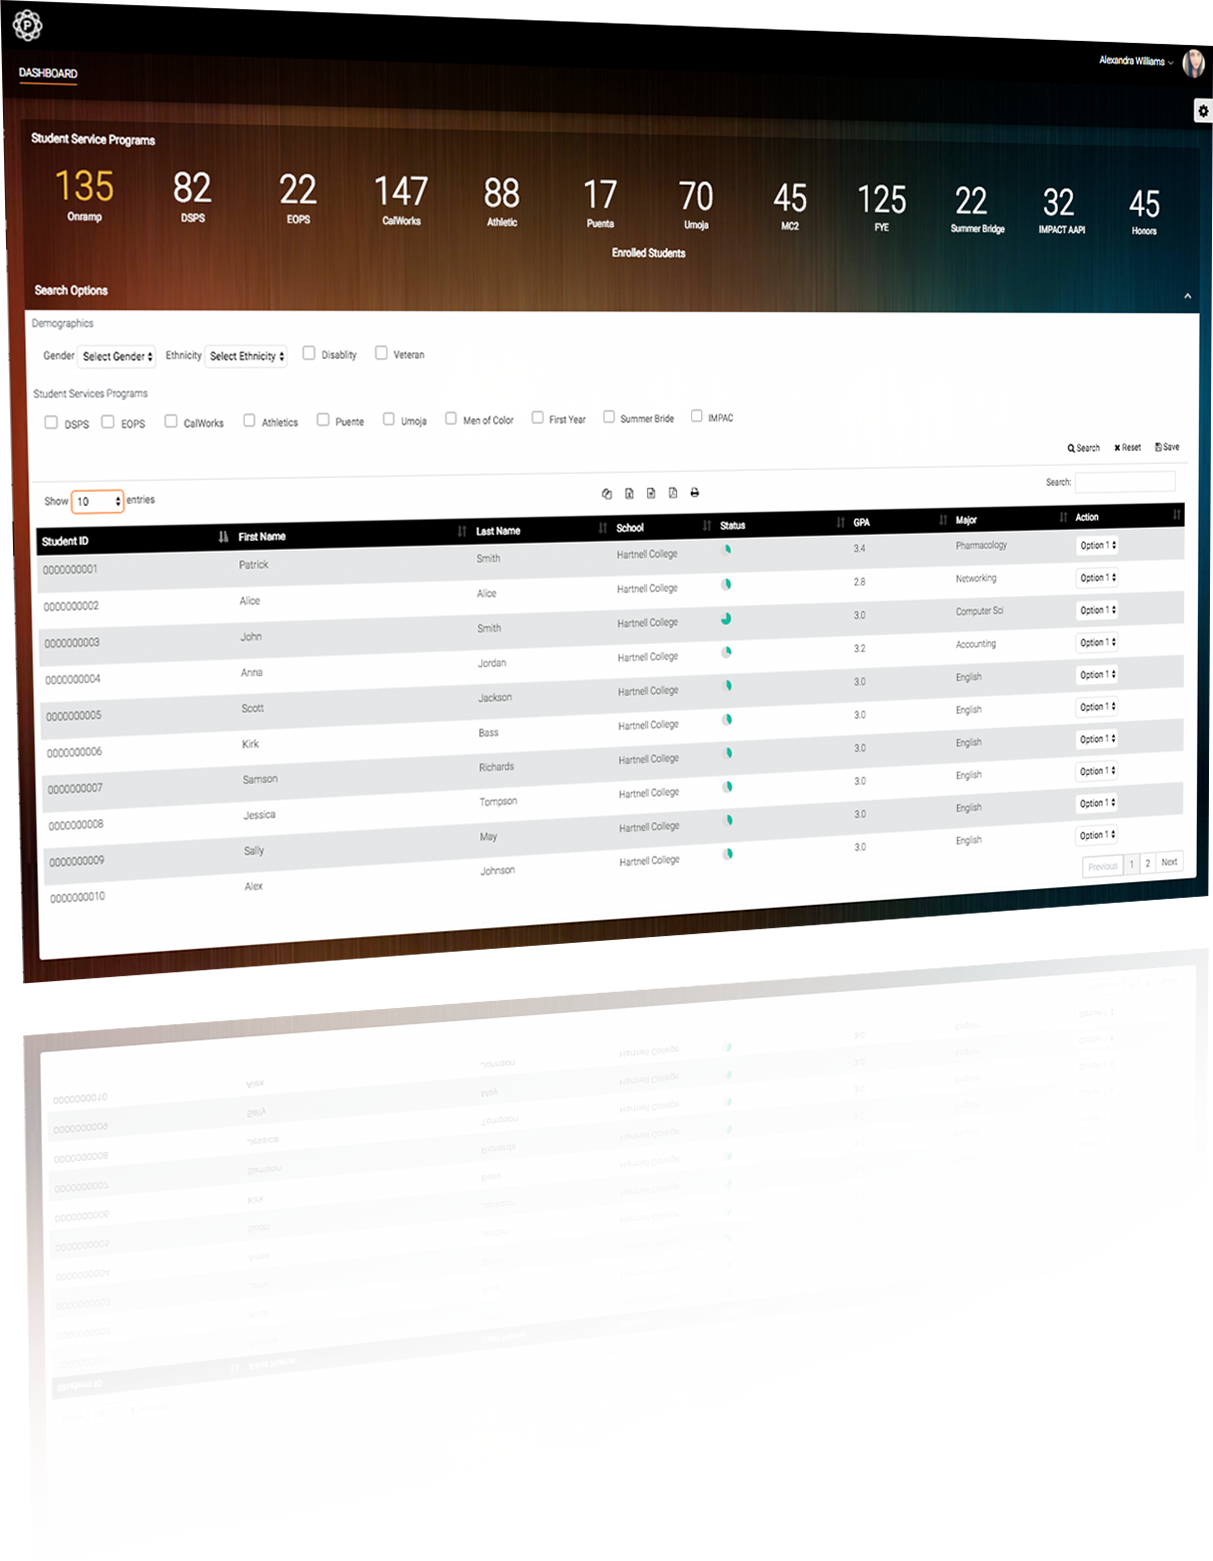 P
Alexandra Williams
DASHBOARD
Student Service Programs
135 82 22 147 88 17 70 45 125 22 32 45
Onramp DSPS EOPS CalWorks Athletic Puenta Umoja MC2 FYE Summer Bridge IMPACT AAPI Honors
Enrolled Students
Search Options
Demographics
Gender Select Gender Ethnicity Select Ethnicity Disablity Veteran
Student Services Programs
DSPS EOPS CalWorks Athletics Puente Umoja Men of Color First Year Summer Bride IMPAC
Search Reset Save
Show 10 entries Search:
Student ID First Name Last Name School Status GPA Major Action
0000000001 Patrick Smith Hartnell College 3.4 Pharmacology Option 1
0000000002 Alice Alice Hartnell College 2.8 Networking Option 1
0000000003 John Smith Hartnell College 3.0 Computer Sci Option 1
0000000004 Anna Jordan Hartnell College 3.2 Accounting Option 1
0000000005 Scott Jackson Hartnell College 3.0 English Option 1
0000000006 Kirk Bass Hartnell College 3.0 English Option 1
0000000007 Samson Richards Hartnell College 3.0 English Option 1
0000000008 Jessica Tompson Hartnell College 3.0 English Option 1
0000000009 Sally May Hartnell College 3.0 English Option 1
0000000010 Alex Johnson Hartnell College 3.0 English Option 1
Previous 1 2 Next